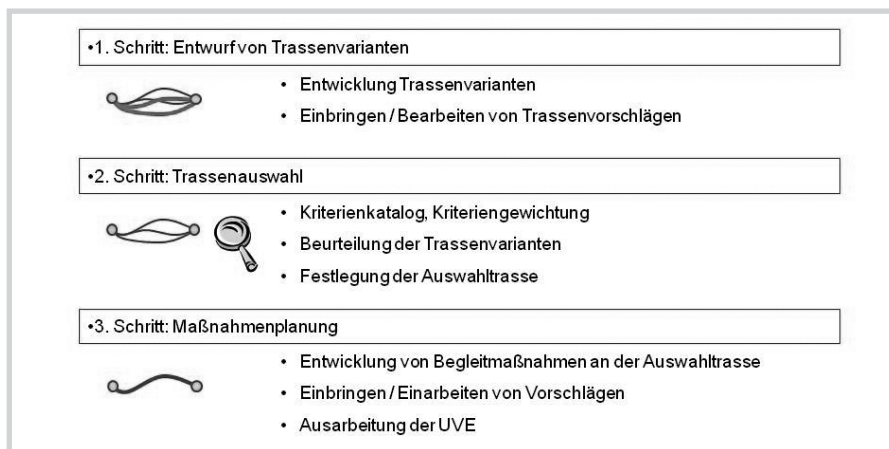 •1. Schritt: Entwurf von Trassenvarianten
• Entwicklung Trassenvarianten
• Einbringen / Bearbeiten von Trassenvorschlägen
•2. Schritt: Trassenauswahl
• Kriterienkatalog, Kriteriengewichtung
• Beurteilung der Trassenvarianten
• Festlegung der Auswahltrasse
•3. Schritt: Maßnahmenplanung
• Entwicklung von Begleitmaßnahmen an der Auswahltrasse
• Einbringen / Einarbeiten von Vorschlägen
• Ausarbeitung der UVE